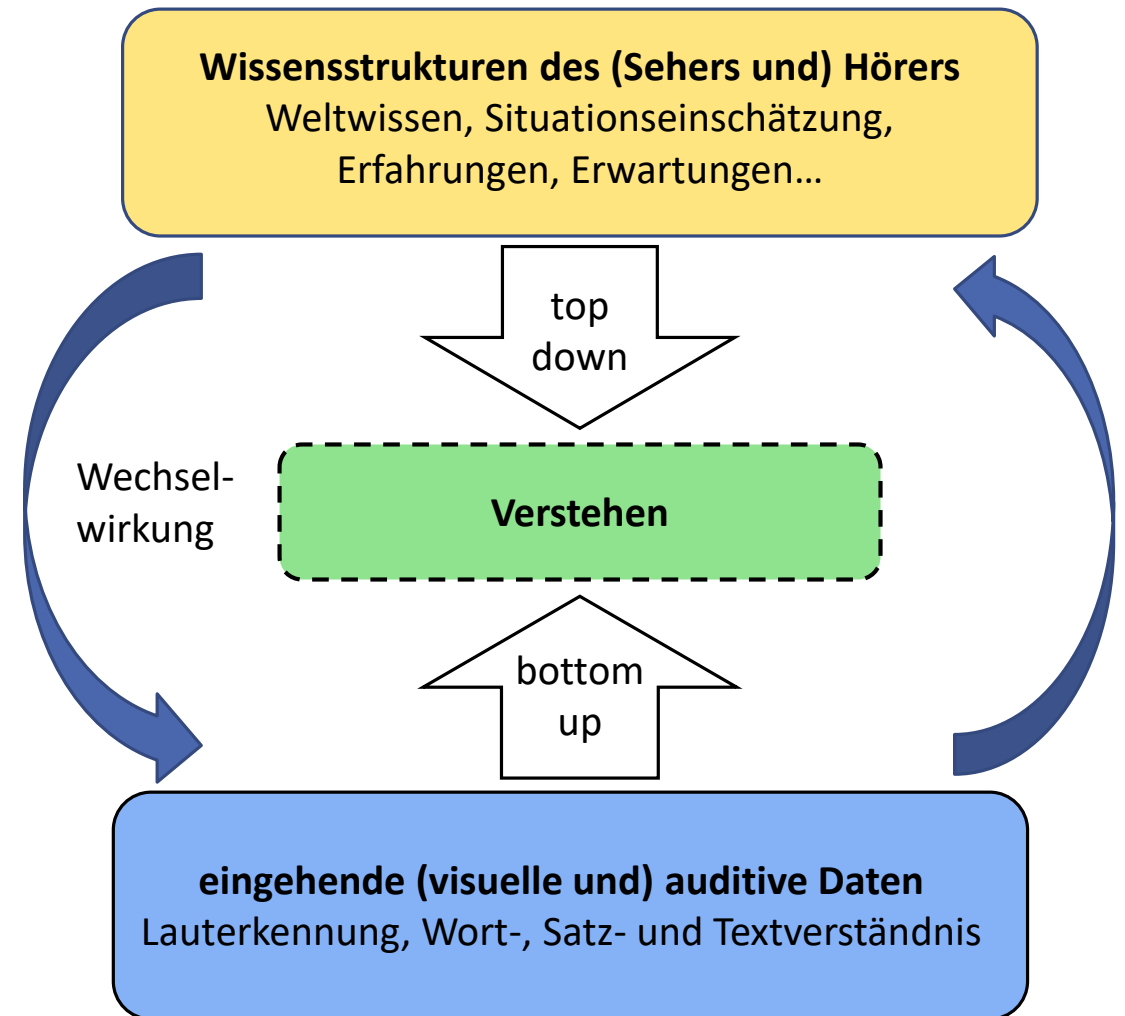 Wissensstrukturen des (Sehers und) Hörers
Weltwissen, Situationseinschätzung,
Erfahrungen, Erwartungen…
top
down
Wechsel-
wirkung
Verstehen
bottom
up
eingehende (visuelle und) auditive Daten
Lauterkennung, Wort-, Satz- und Textverständnis